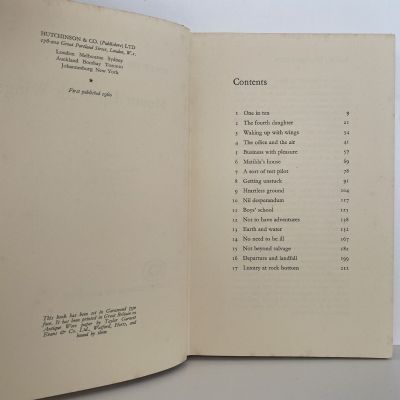 HUTCHINSON & CO. (Publishers) LTD
178-202 Great Portland Street, London, W.1.
London Melbourne Sydney
Auckland Bombay Toronto
Johannesburg New York
★
First published 1960
This book has been set in Garamond type
face. It has been printed in Great Britain on
Antique Wove paper by Taylor Garnett
Evans & Co. Ltd., Watford, Herts, and
bound by them
Contents
1 One in ten 9
2 The fourth daughter 21
3 Waking up with wings 34
4 The office and the air 42
5 Business with pleasure 57
6 Matilda's house 69
7 A sort of test pilot 78
8 Getting unstuck 91
9 Heartless ground 104
10 Nil desperandum 117
11 Boys' school 123
12 Not to have adventures 138
13 Earth and water 152
14 No need to be ill 167
15 Not beyond salvage 182
16 Departure and landfall 199
17 Luxury at rock bottom 212